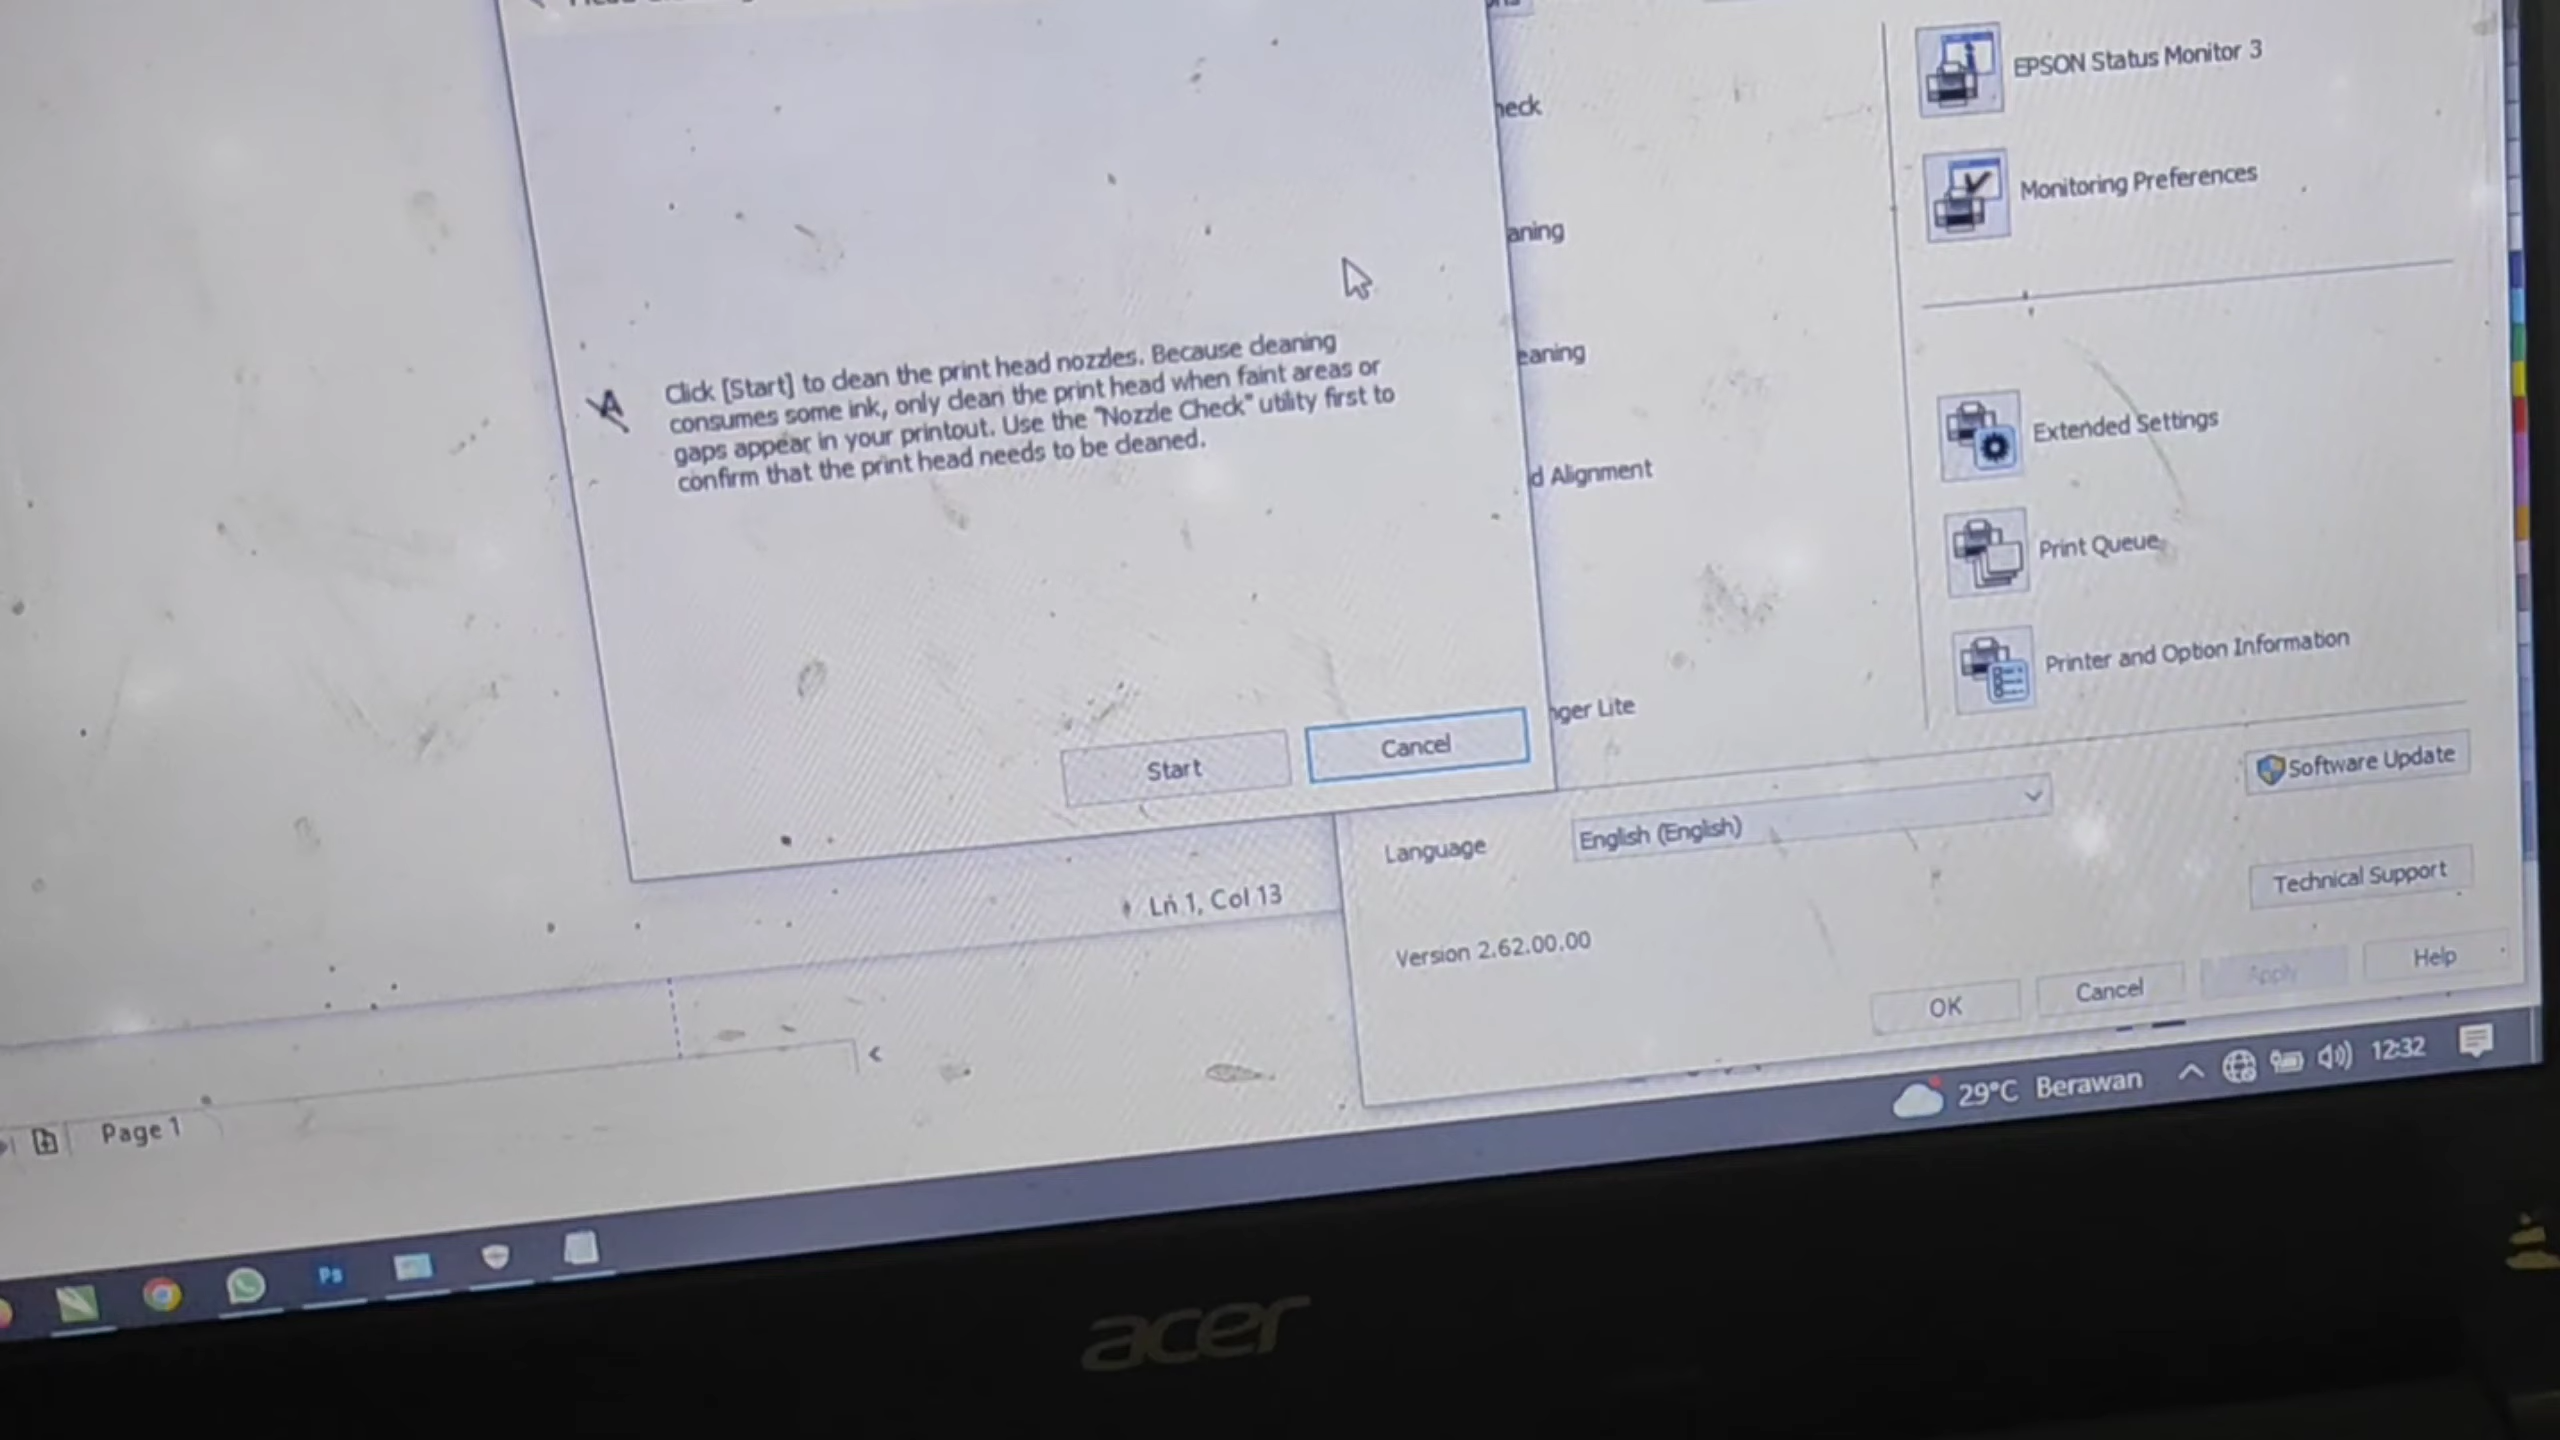 Click [Start] to clean the print head nozzles. Because cleaning
consumes some ink, only clean the print head when faint areas or
gaps appear in your printout. Use the "Nozzle Check" utility first to
confirm that the print head needs to be cleaned.
Start
Cancel
heck
aning
eaning
d Alignment
nger Lite
EPSON Status Monitor 3
Monitoring Preferences
Extended Settings
Print Queue
Printer and Option Information
Software Update
Language
English (English)
Technical Support
Version 2.62.00.00
OK
Cancel
Apply
Help
Ln 1, Col 13
Page 1
29°C Berawan
12:32
Ps
acer